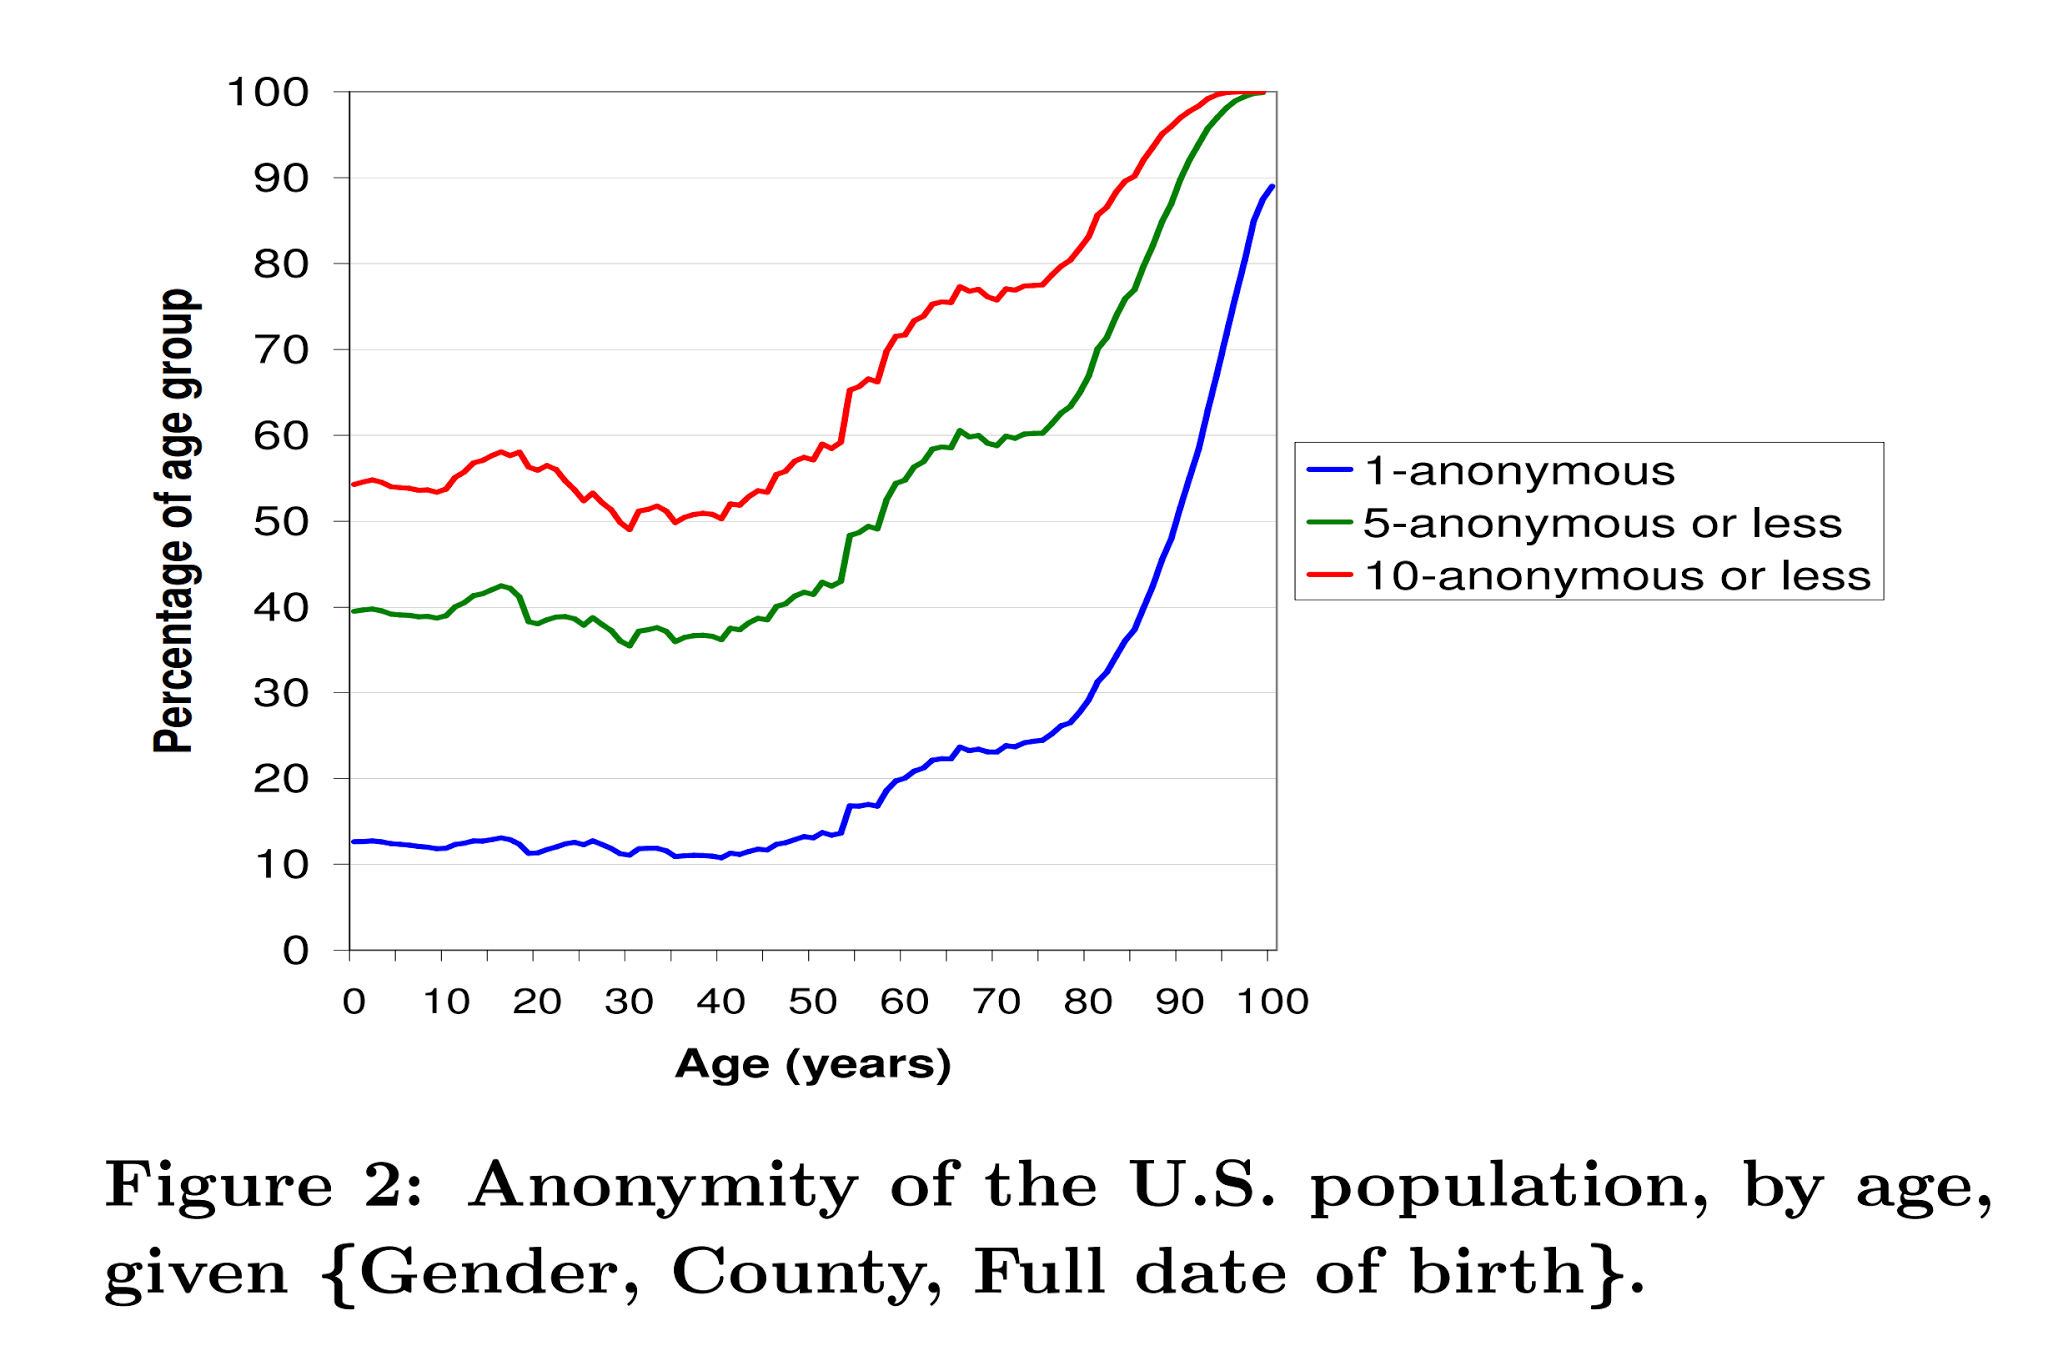 100
90
80
70
60
50
40
30
20
10
0
Percentage of age group
0 10 20 30 40 50 60 70 80 90 100
Age (years)
1-anonymous
5-anonymous or less
10-anonymous or less
Figure 2: Anonymity of the U.S. population, by age,
given {Gender, County, Full date of birth}.